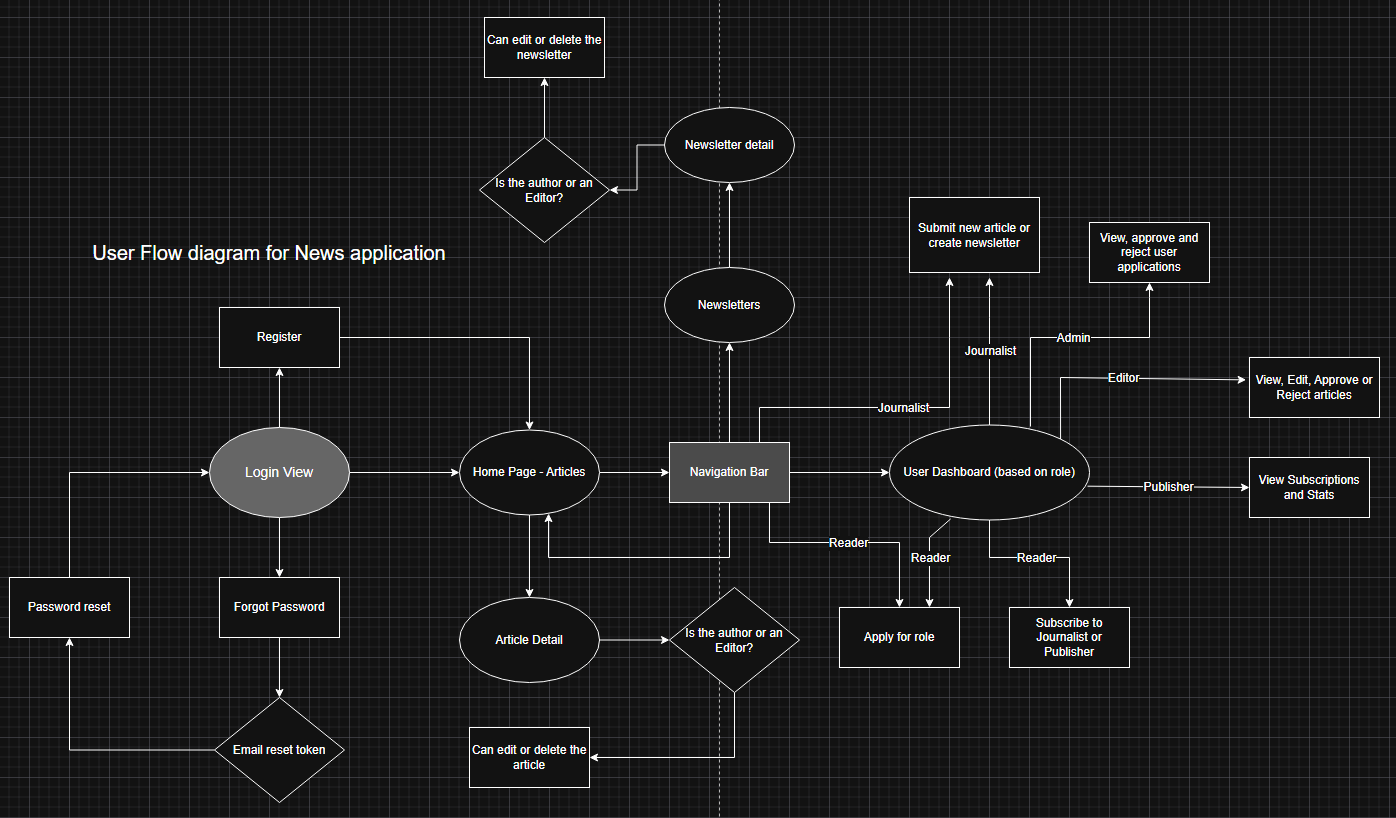 Can edit or delete the
newsletter
Newsletter detail
Is the author or an
Editor?
User Flow diagram for News application
Newsletters
Submit new article or
create newsletter
View, approve and
reject user
applications
Register
Admin
Journalist
Editor
View, Edit, Approve or
Reject articles
Journalist
Login View
Home Page - Articles
Navigation Bar
User Dashboard (based on role)
Publisher
View Subscriptions
and Stats
Reader
Reader
Reader
Password reset
Forgot Password
Article Detail
Is the author or an
Editor?
Apply for role
Subscribe to
Journalist or
Publisher
Email reset token
Can edit or delete the
article